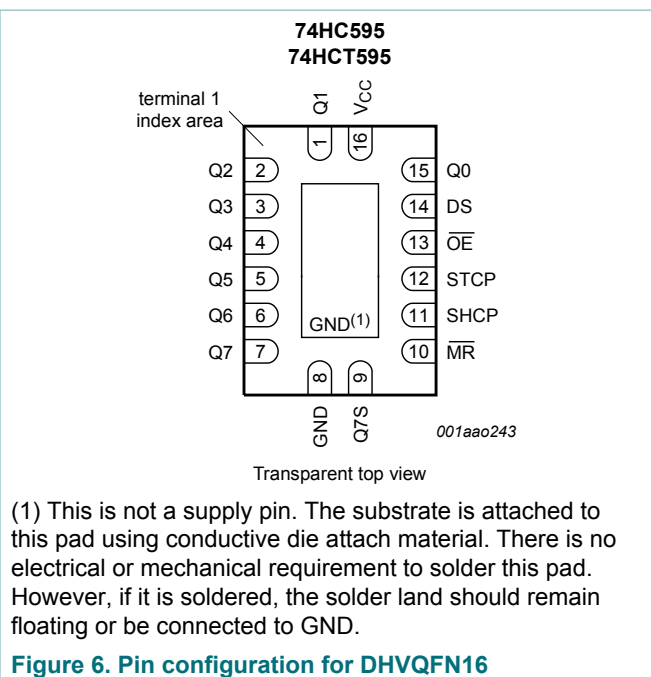 74HC595
74HCT595
terminal 1
index area
Q1
VCC
1
16
Q2 2
15 Q0
Q3 3
14 DS
Q4 4
13 O̅E̅
Q5 5
12 STCP
Q6 6
11 SHCP
GND(1)
Q7 7
10 M̅R̅
8
9
GND
Q7S
001aao243
Transparent top view
(1) This is not a supply pin. The substrate is attached to
this pad using conductive die attach material. There is no
electrical or mechanical requirement to solder this pad.
However, if it is soldered, the solder land should remain
floating or be connected to GND.
Figure 6. Pin configuration for DHVQFN16